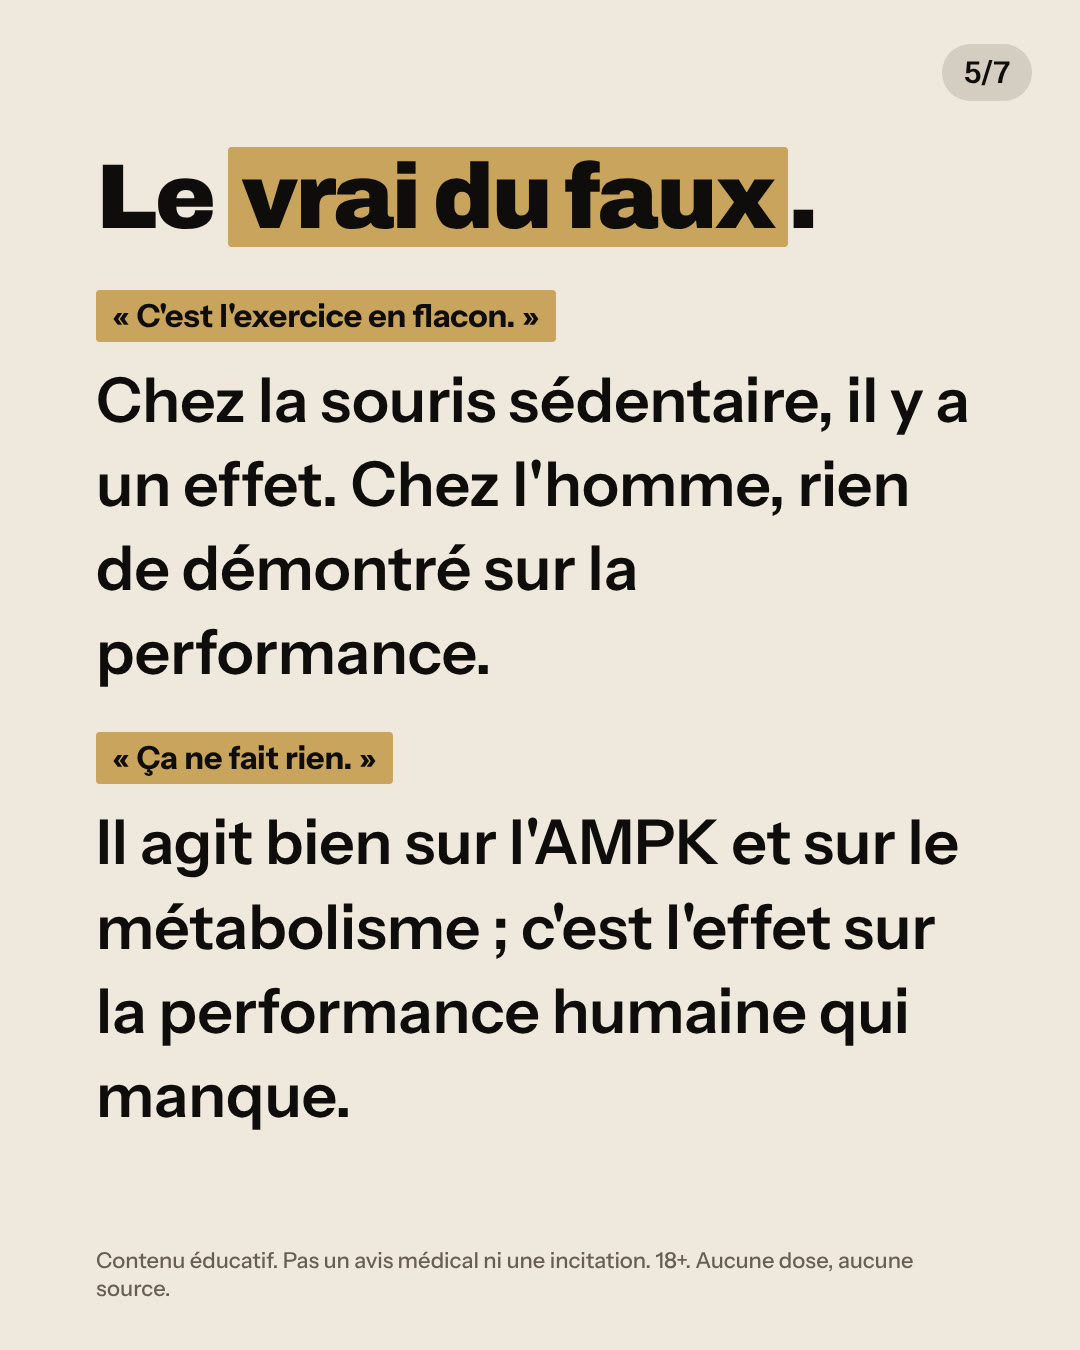 5/7
Le vrai du faux.
« C'est l'exercice en flacon. »
Chez la souris sédentaire, il y a
un effet. Chez l'homme, rien
de démontré sur la
performance.
« Ça ne fait rien. »
Il agit bien sur l'AMPK et sur le
métabolisme ; c'est l'effet sur
la performance humaine qui
manque.
Contenu éducatif. Pas un avis médical ni une incitation. 18+. Aucune dose, aucune
source.